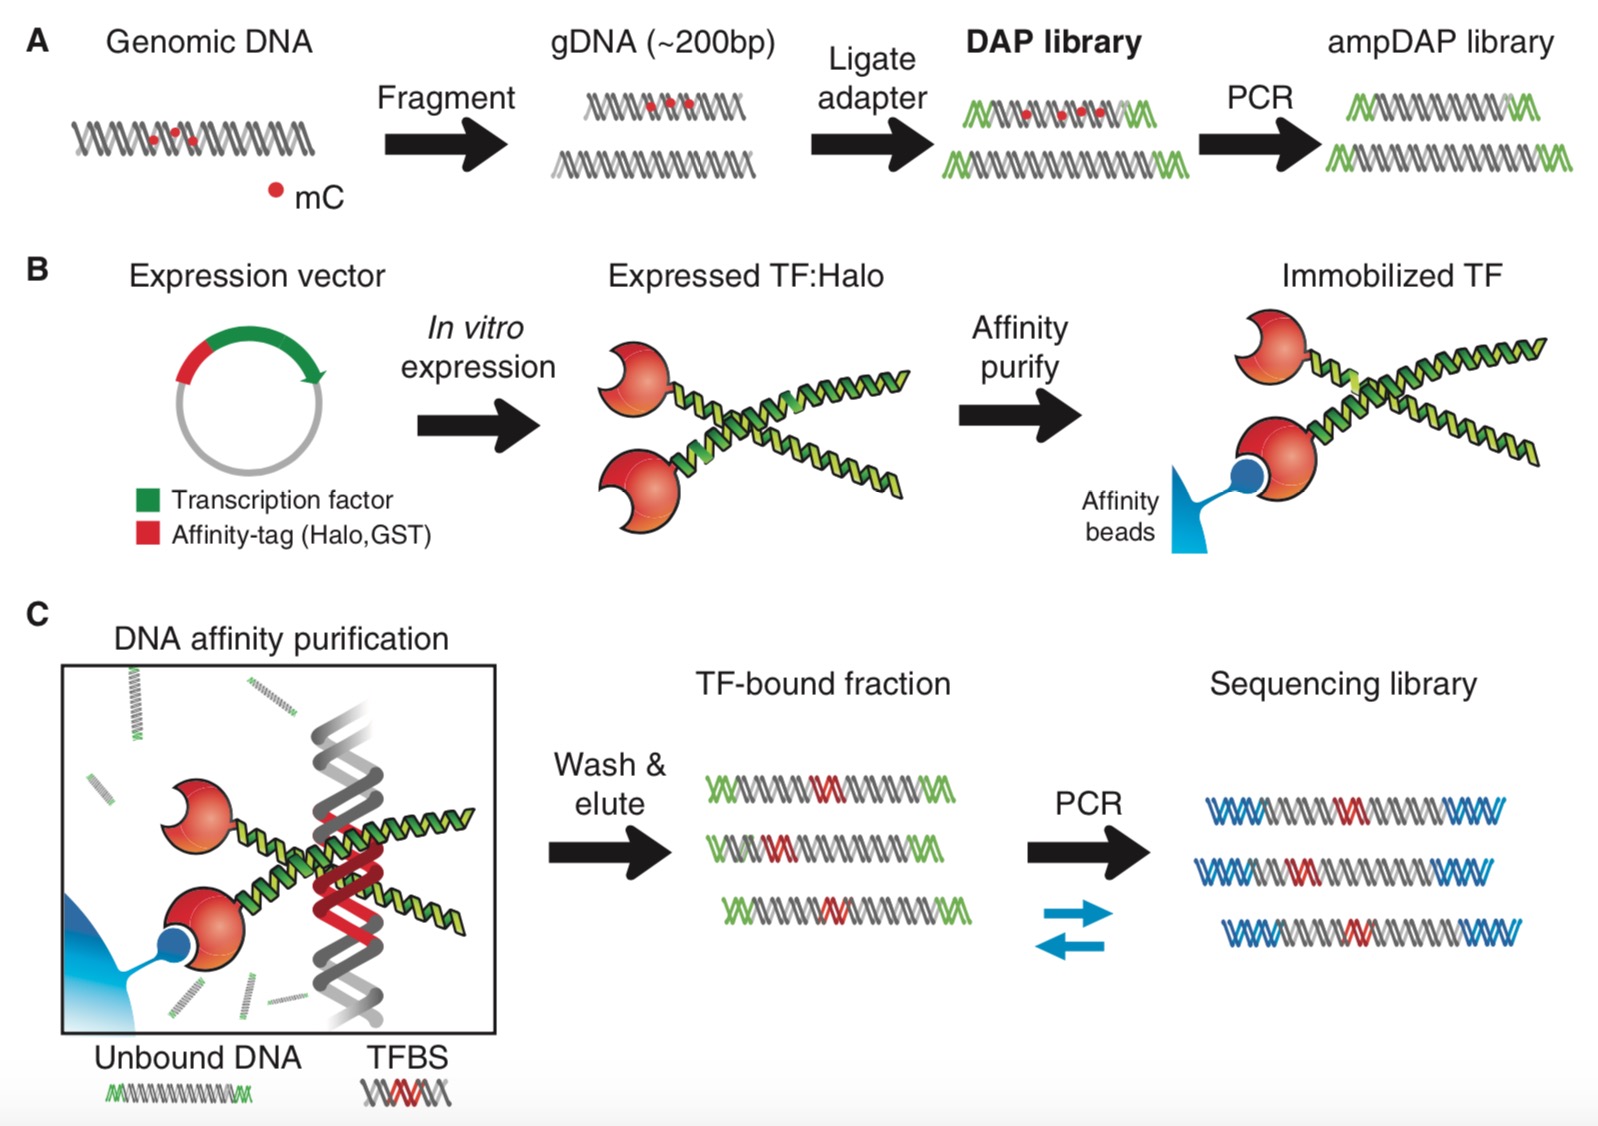 A
Genomic DNA
Fragment
gDNA (~200bp)
Ligate
adapter
DAP library
PCR
ampDAP library
mC
B
Expression vector
In vitro
expression
Expressed TF:Halo
Affinity
purify
Immobilized TF
Transcription factor
Affinity-tag (Halo,GST)
Affinity
beads
C
DNA affinity purification
Wash &
elute
TF-bound fraction
PCR
Sequencing library
Unbound DNA
TFBS